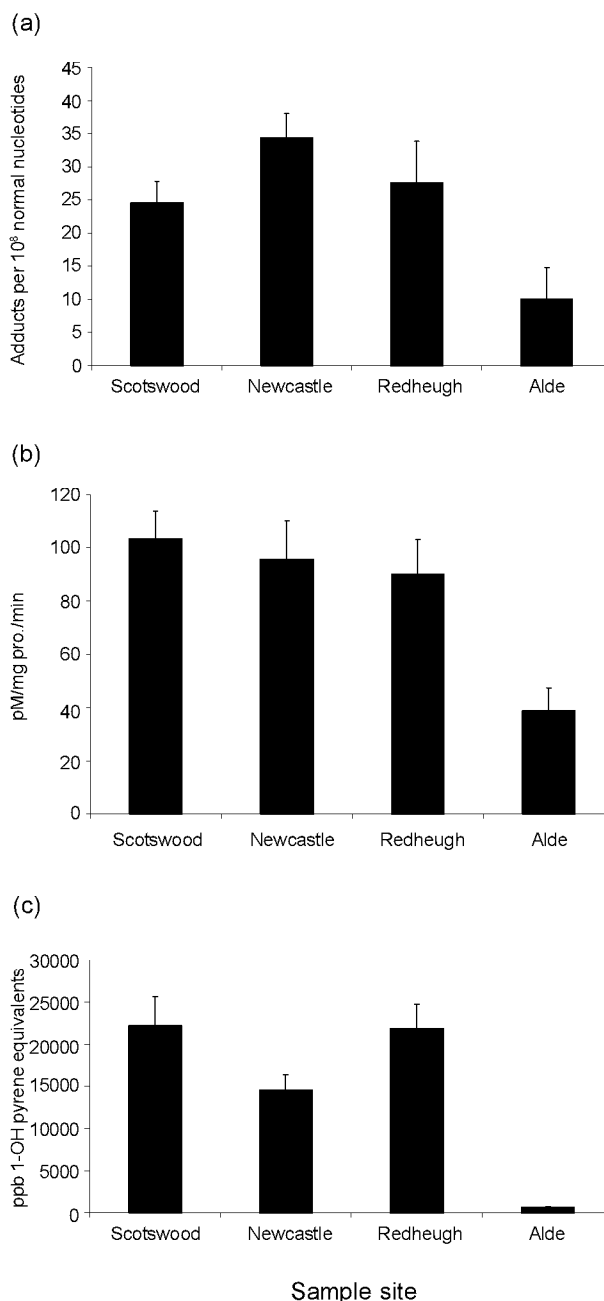 (a)
Adducts per 10⁸ normal nucleotides
45
40
35
30
25
20
15
10
5
0
Scotswood Newcastle Redheugh Alde
(b)
pM/mg pro./min
120
100
80
60
40
20
0
Scotswood Newcastle Redheugh Alde
(c)
ppb 1-OH pyrene equivalents
30000
25000
20000
15000
10000
5000
0
Scotswood Newcastle Redheugh Alde
Sample site